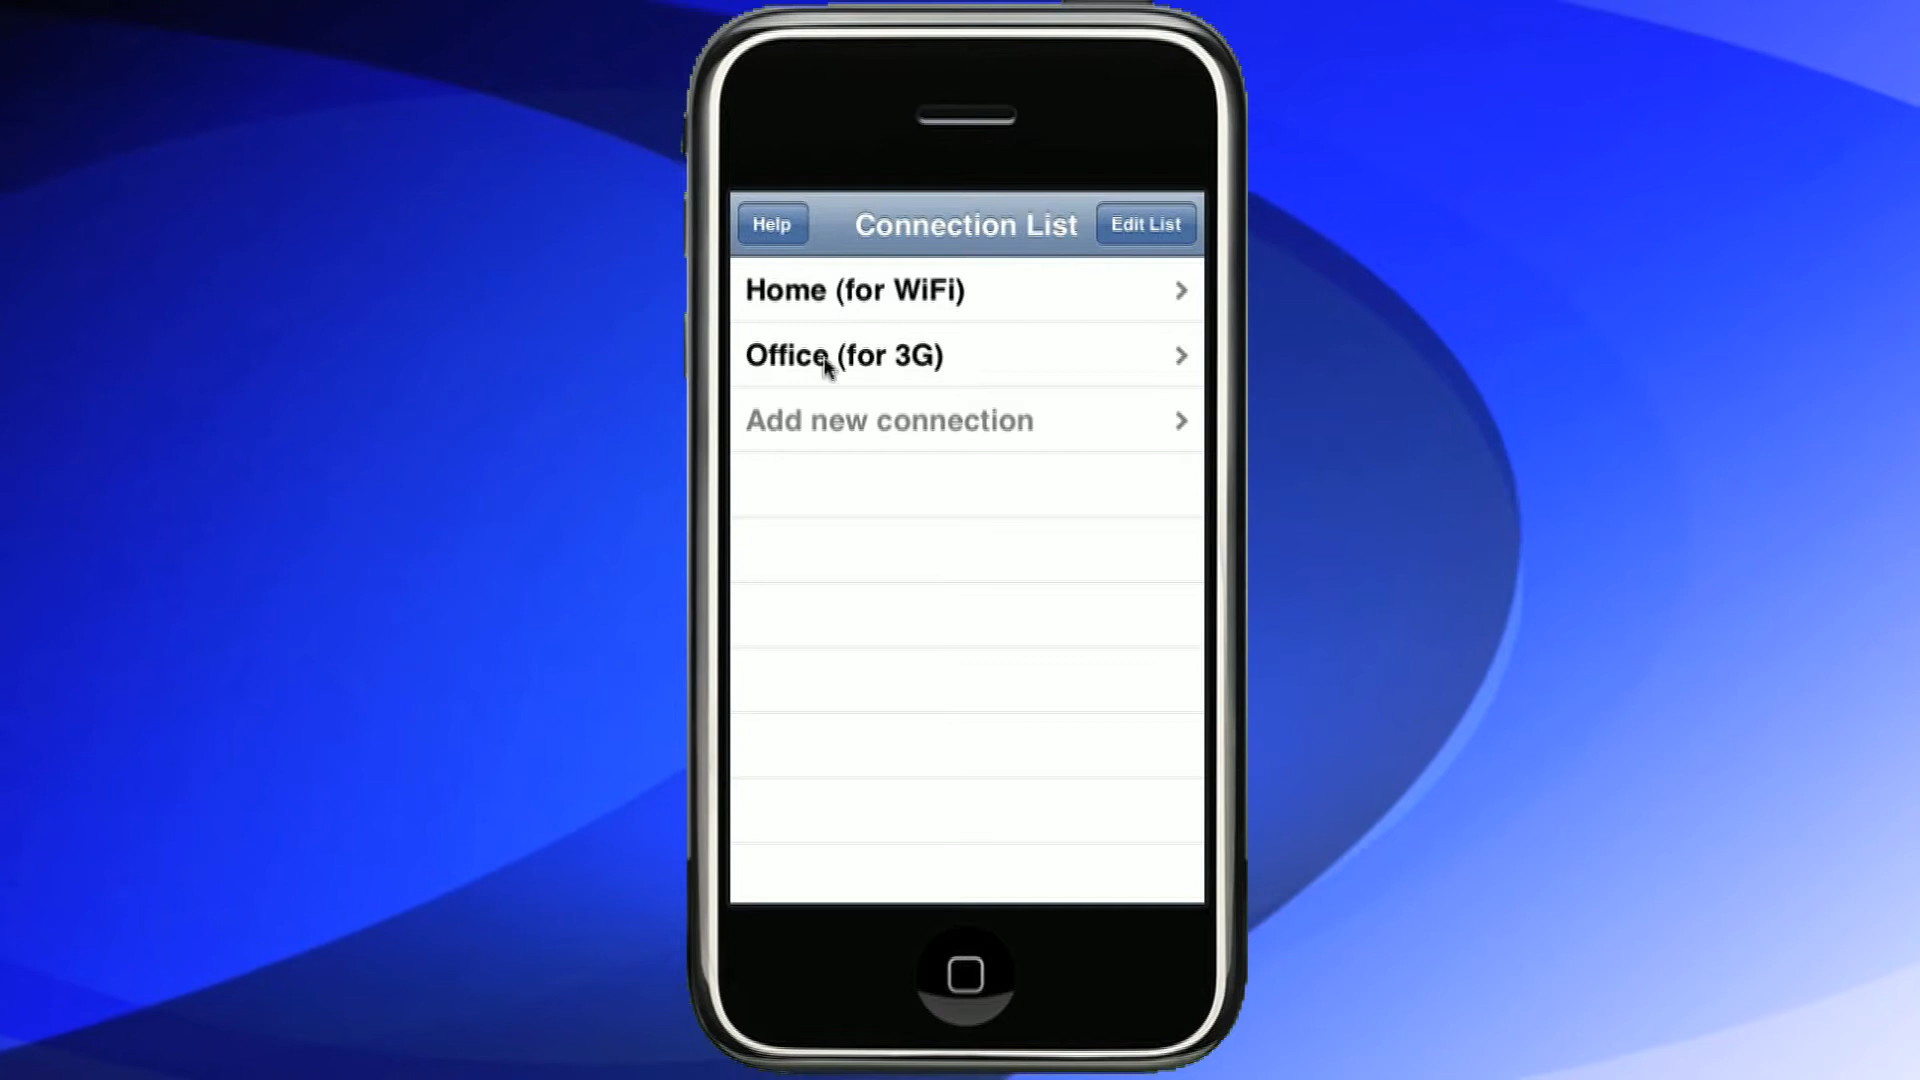 Help
Connection List
Edit List
Home (for WiFi)
Office (for 3G)
Add new connection